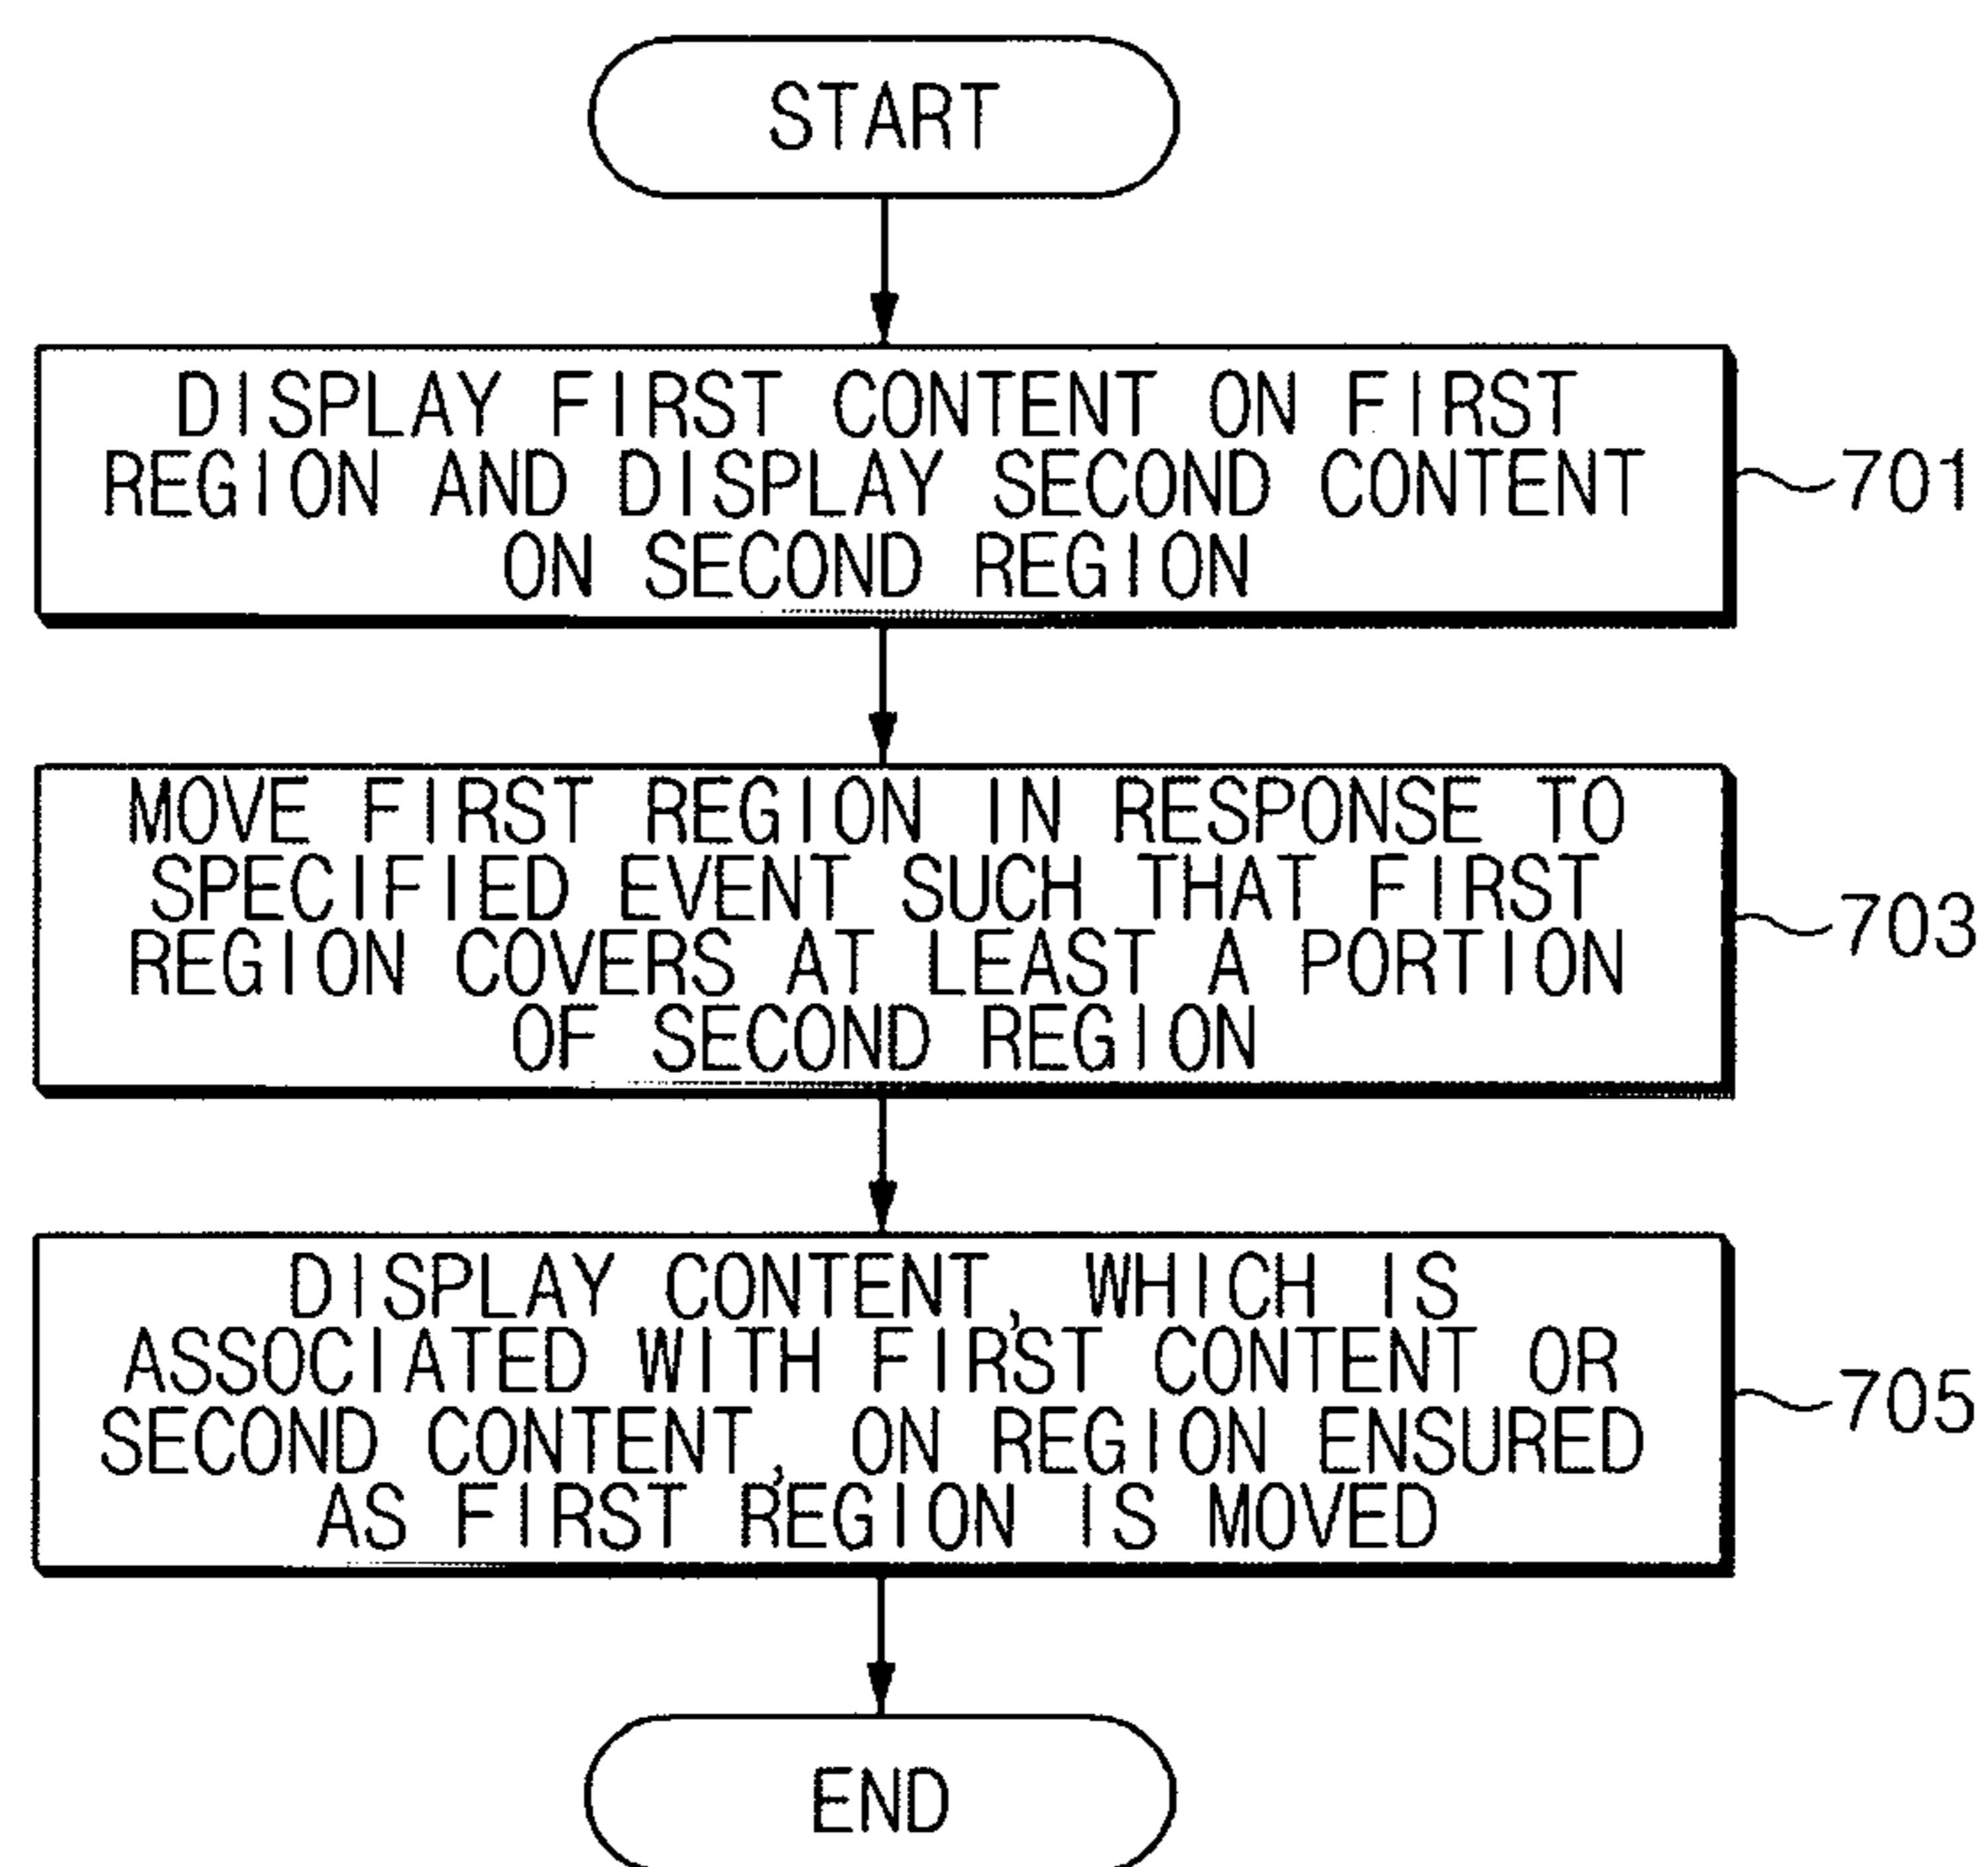 START
DISPLAY FIRST CONTENT ON FIRST
REGION AND DISPLAY SECOND CONTENT
ON SECOND REGION
701
MOVE FIRST REGION IN RESPONSE TO
SPECIFIED EVENT SUCH THAT FIRST
REGION COVERS AT LEAST A PORTION
OF SECOND REGION
703
DISPLAY CONTENT, WHICH IS
ASSOCIATED WITH FIRST CONTENT OR
SECOND CONTENT, ON REGION ENSURED
AS FIRST REGION IS MOVED
705
END